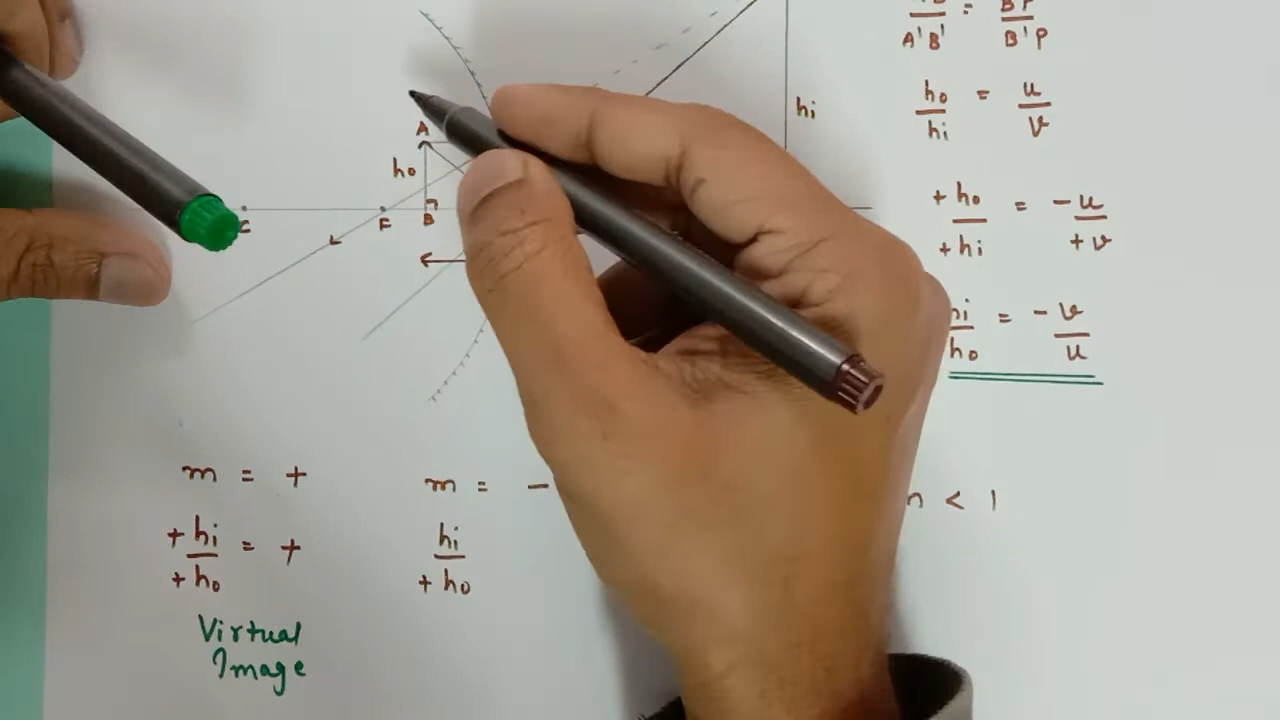 A'B' B'P
ho = u
hi v
hi
A
ho
C F B
+ ho = - u
+ hi + v
hi = - v
ho u
m = +
m = -
< 1
+ hi = +
+ ho
hi
+ ho
Virtual
Image